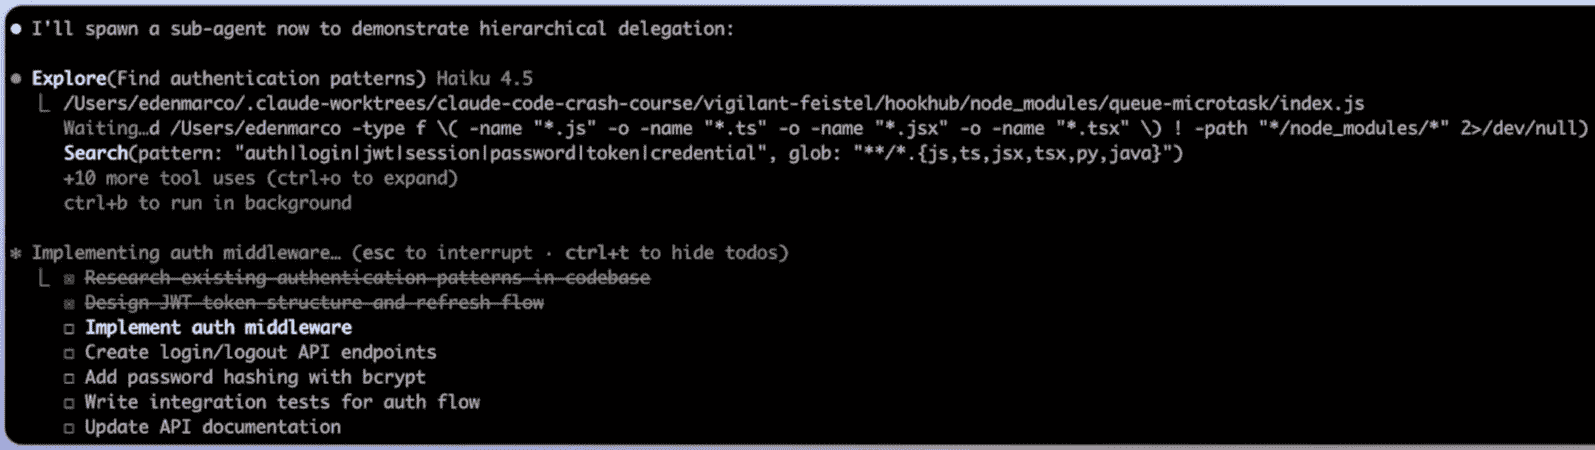 ● I'll spawn a sub-agent now to demonstrate hierarchical delegation:
● Explore(Find authentication patterns) Haiku 4.5
⎿ /Users/edenmarco/.claude-worktrees/claude-code-crash-course/vigilant-feistel/hookhub/node_modules/queue-microtask/index.js
Waiting…d /Users/edenmarco -type f \( -name "*.js" -o -name "*.ts" -o -name "*.jsx" -o -name "*.tsx" \) ! -path "*/node_modules/*" 2>/dev/null)
Search(pattern: "auth|login|jwt|session|password|token|credential", glob: "**/*.{js,ts,jsx,tsx,py,java}")
+10 more tool uses (ctrl+o to expand)
ctrl+b to run in background
✻ Implementing auth middleware… (esc to interrupt · ctrl+t to hide todos)
⎿ ☒ Research existing authentication patterns in codebase
☒ Design JWT token structure and refresh flow
☐ Implement auth middleware
☐ Create login/logout API endpoints
☐ Add password hashing with bcrypt
☐ Write integration tests for auth flow
☐ Update API documentation